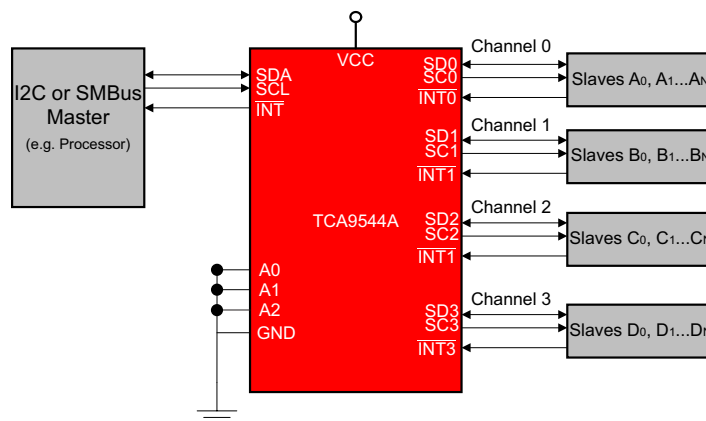 I2C or SMBus
Master
(e.g. Processor)
VCC
SDA
SCL
INT
TCA9544A
A0
A1
A2
GND
SD0
SC0
INT0
SD1
SC1
INT1
SD2
SC2
INT1
SD3
SC3
INT3
Channel 0
Slaves A0, A1...AN
Channel 1
Slaves B0, B1...BN
Channel 2
Slaves C0, C1...CN
Channel 3
Slaves D0, D1...DN